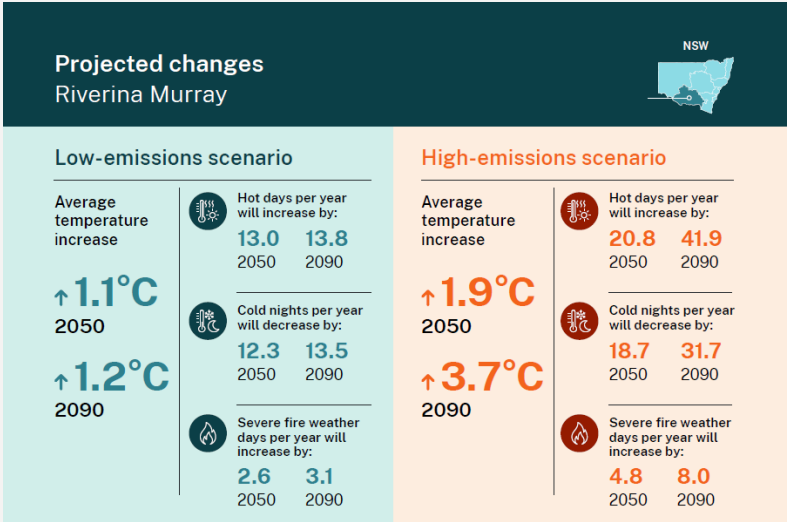 NSW
Projected changes
Riverina Murray
Low-emissions scenario
Average
temperature
increase
↑1.1°C
2050
↑1.2°C
2090
Hot days per year
will increase by:
13.0 13.8
2050 2090
Cold nights per year
will decrease by:
12.3 13.5
2050 2090
Severe fire weather
days per year will
increase by:
2.6 3.1
2050 2090
High-emissions scenario
Average
temperature
increase
↑1.9°C
2050
↑3.7°C
2090
Hot days per year
will increase by:
20.8 41.9
2050 2090
Cold nights per year
will decrease by:
18.7 31.7
2050 2090
Severe fire weather
days per year will
increase by:
4.8 8.0
2050 2090